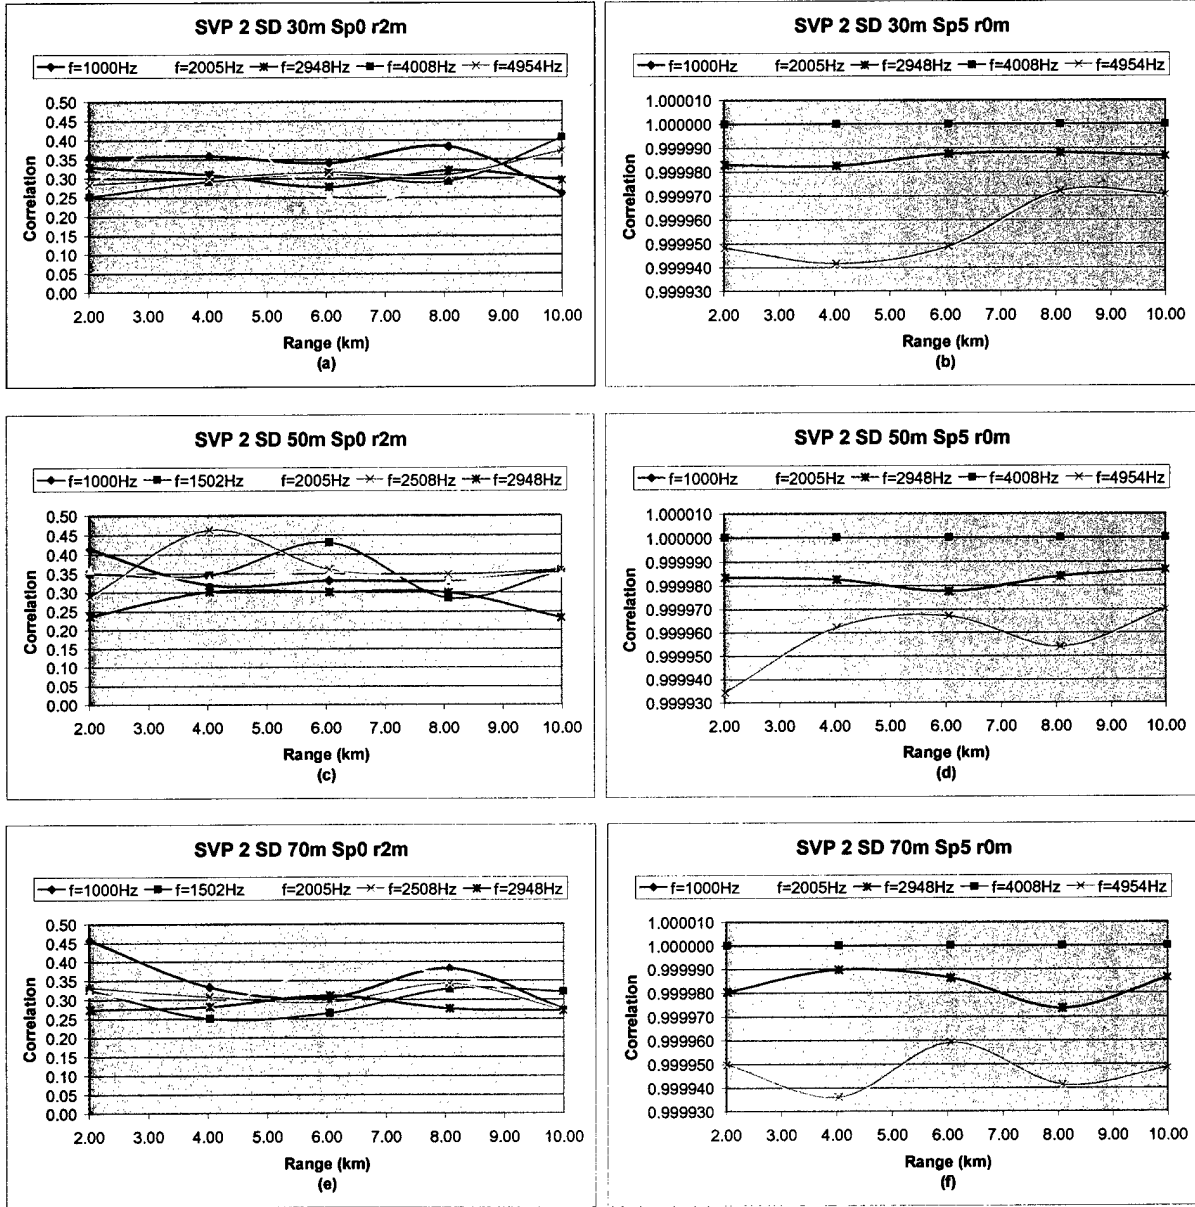 SVP 2 SD 30m Sp0 r2m
f=1000Hz f=2005Hz f=2948Hz f=4008Hz f=4954Hz
Correlation
0.50
0.45
0.40
0.35
0.30
0.25
0.20
0.15
0.10
0.05
0.00
2.00 3.00 4.00 5.00 6.00 7.00 8.00 9.00 10.00
Range (km)
(a)
SVP 2 SD 30m Sp5 r0m
f=1000Hz f=2005Hz f=2948Hz f=4008Hz f=4954Hz
Correlation
1.000010
1.000000
0.999990
0.999980
0.999970
0.999960
0.999950
0.999940
0.999930
2.00 3.00 4.00 5.00 6.00 7.00 8.00 9.00 10.00
Range (km)
(b)
SVP 2 SD 50m Sp0 r2m
f=1000Hz f=1502Hz f=2005Hz f=2508Hz f=2948Hz
Correlation
0.50
0.45
0.40
0.35
0.30
0.25
0.20
0.15
0.10
0.05
0.00
2.00 3.00 4.00 5.00 6.00 7.00 8.00 9.00 10.00
Range (km)
(c)
SVP 2 SD 50m Sp5 r0m
f=1000Hz f=2005Hz f=2948Hz f=4008Hz f=4954Hz
Correlation
1.000010
1.000000
0.999990
0.999980
0.999970
0.999960
0.999950
0.999940
0.999930
2.00 3.00 4.00 5.00 6.00 7.00 8.00 9.00 10.00
Range (km)
(d)
SVP 2 SD 70m Sp0 r2m
f=1000Hz f=1502Hz f=2005Hz f=2508Hz f=2948Hz
Correlation
0.50
0.45
0.40
0.35
0.30
0.25
0.20
0.15
0.10
0.05
0.00
2.00 3.00 4.00 5.00 6.00 7.00 8.00 9.00 10.00
Range (km)
(e)
SVP 2 SD 70m Sp5 r0m
f=1000Hz f=2005Hz f=2948Hz f=4008Hz f=4954Hz
Correlation
1.000010
1.000000
0.999990
0.999980
0.999970
0.999960
0.999950
0.999940
0.999930
2.00 3.00 4.00 5.00 6.00 7.00 8.00 9.00 10.00
Range (km)
(f)